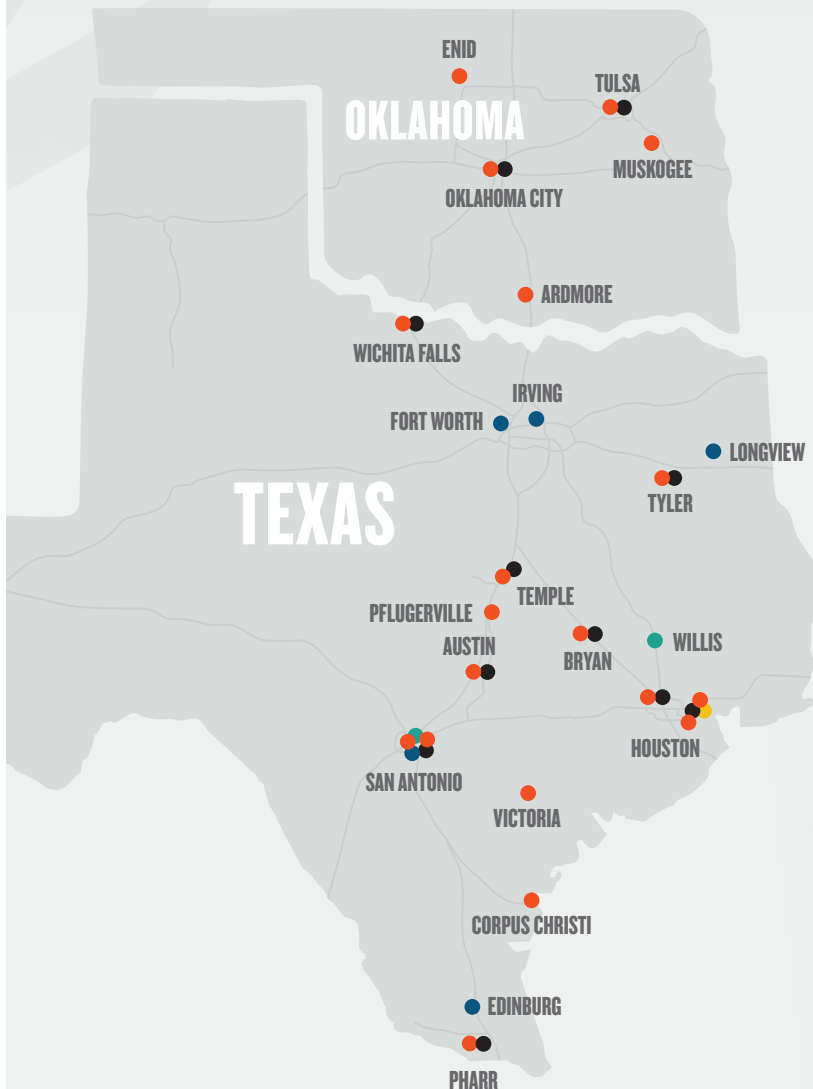 ENID
TULSA
OKLAHOMA
MUSKOGEE
OKLAHOMA CITY
ARDMORE
WICHITA FALLS
IRVING
FORT WORTH
LONGVIEW
TEXAS
TYLER
TEMPLE
PFLUGERVILLE
AUSTIN
BRYAN
WILLIS
HOUSTON
SAN ANTONIO
VICTORIA
CORPUS CHRISTI
EDINBURG
PHARR